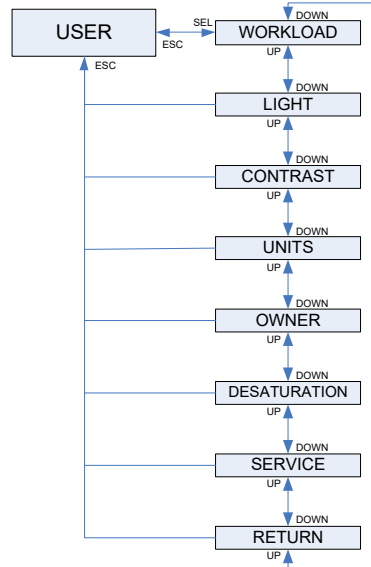 DOWN
SEL
USER
WORKLOAD
ESC
UP
ESC
DOWN
LIGHT
UP
DOWN
CONTRAST
UP
DOWN
UNITS
UP
DOWN
OWNER
UP
DOWN
DESATURATION
UP
DOWN
SERVICE
UP
DOWN
RETURN
UP